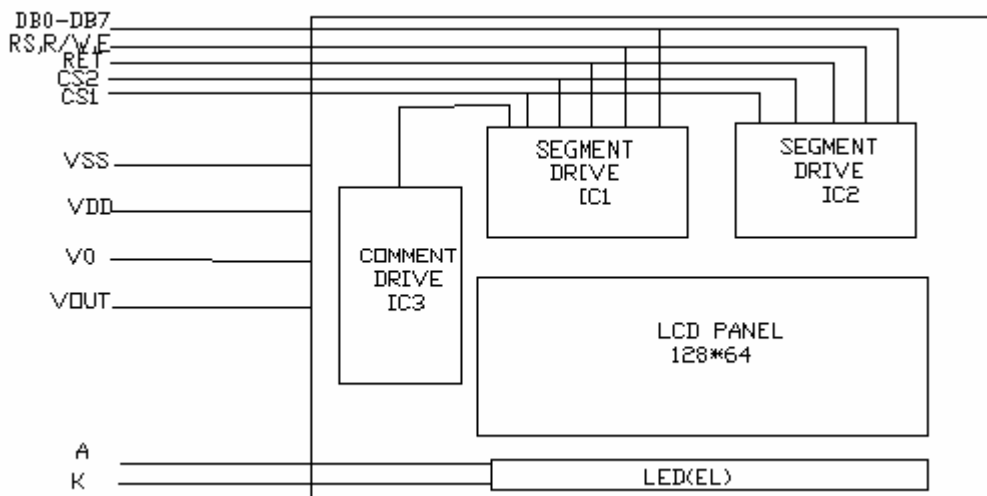 DB0-DB7
RS,R/W,E
RET
CS2
CS1
VSS
VDD
V0
VOUT
A
K
SEGMENT
DRIVE
IC1
SEGMENT
DRIVE
IC2
COMMENT
DRIVE
IC3
LCD PANEL
128*64
LED(EL)